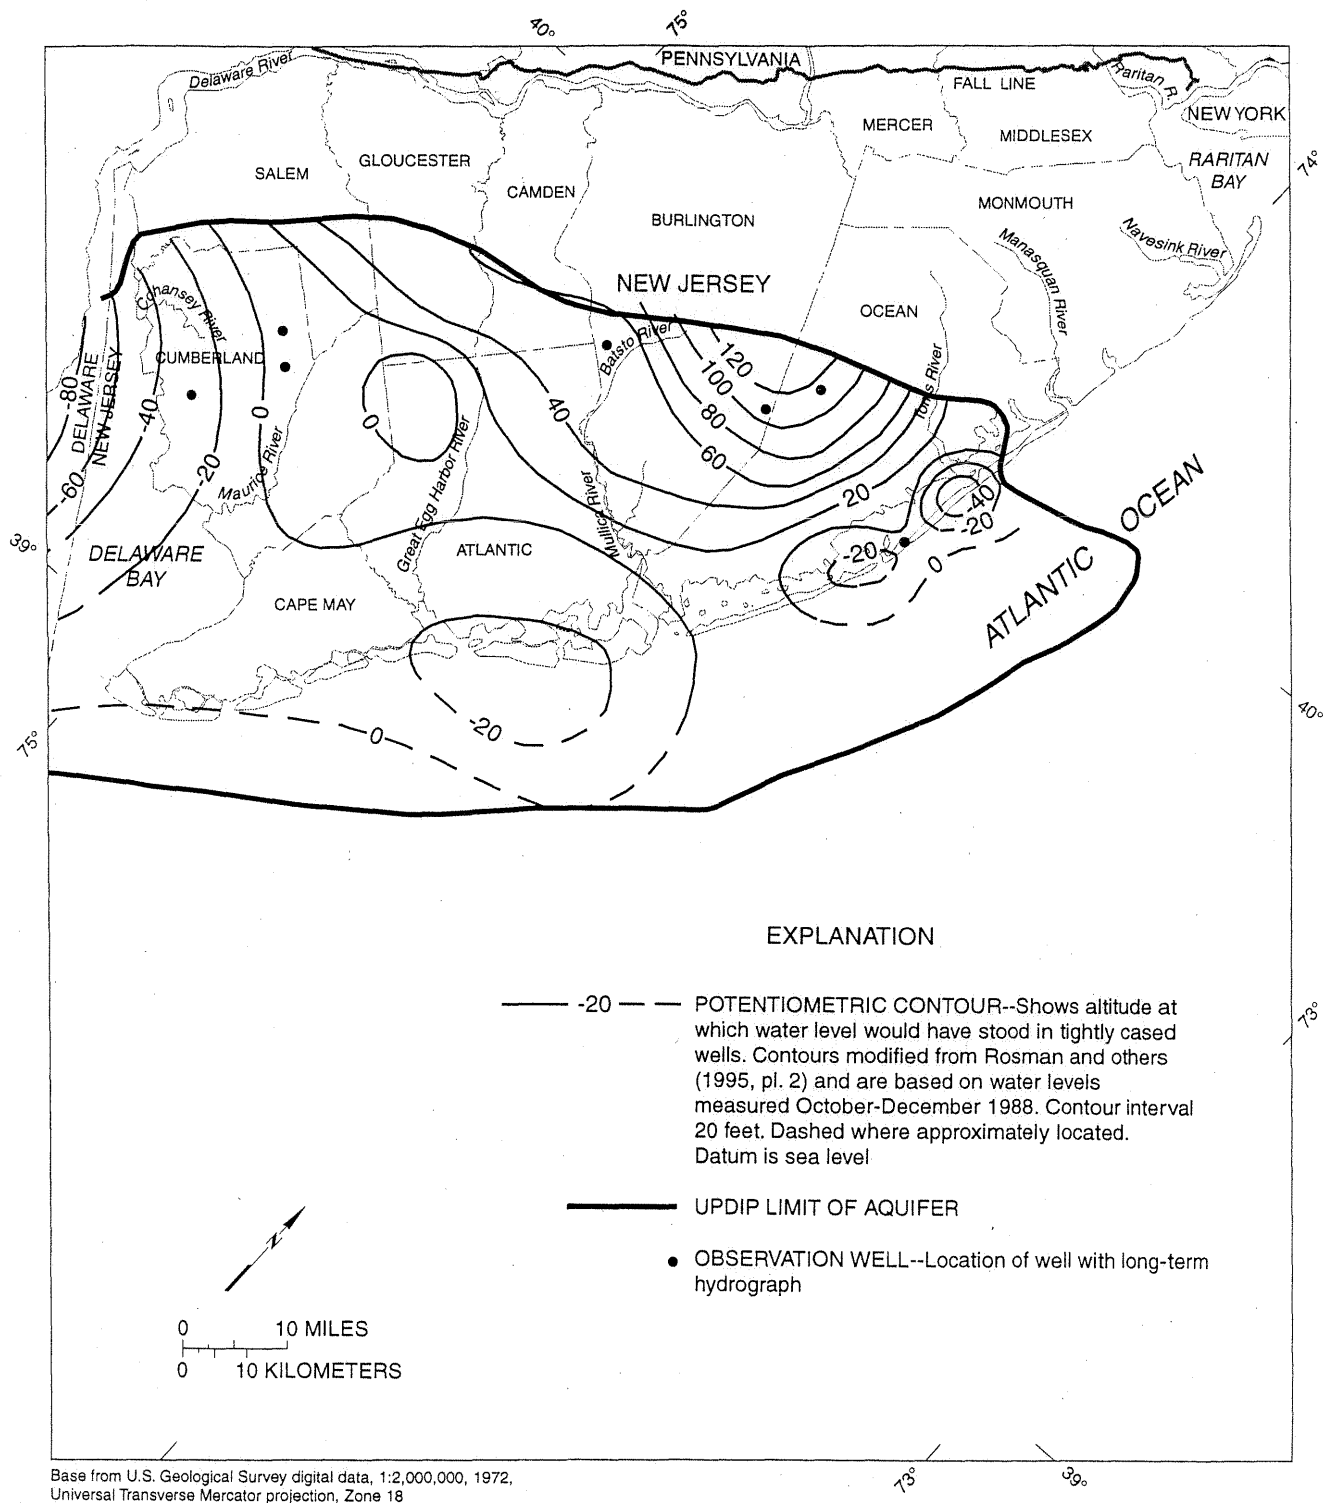 40°
75°
PENNSYLVANIA
Delaware River
FALL LINE
Raritan R.
NEW YORK
MERCER
MIDDLESEX
RARITAN
BAY
74°
GLOUCESTER
SALEM
CAMDEN
BURLINGTON
MONMOUTH
Navesink River
Manasquan River
NEW JERSEY
OCEAN
Cohansey River
Batsto River
CUMBERLAND
Toms River
120
100
80
60
40
20
-80
DELAWARE
NEW JERSEY
-40
-20
0
0
-60
Maurice River
Great Egg Harbor River
Mullica River
-40
-20
0
-20
OCEAN
ATLANTIC
39°
DELAWARE
BAY
ATLANTIC
CAPE MAY
-20
0
75°
40°
EXPLANATION
-20
POTENTIOMETRIC CONTOUR--Shows altitude at
which water level would have stood in tightly cased
wells. Contours modified from Rosman and others
(1995, pl. 2) and are based on water levels
measured October-December 1988. Contour interval
20 feet. Dashed where approximately located.
Datum is sea level
73°
UPDIP LIMIT OF AQUIFER
OBSERVATION WELL--Location of well with long-term
hydrograph
N
0 10 MILES
0 10 KILOMETERS
73°
39°
Base from U.S. Geological Survey digital data, 1:2,000,000, 1972,
Universal Transverse Mercator projection, Zone 18